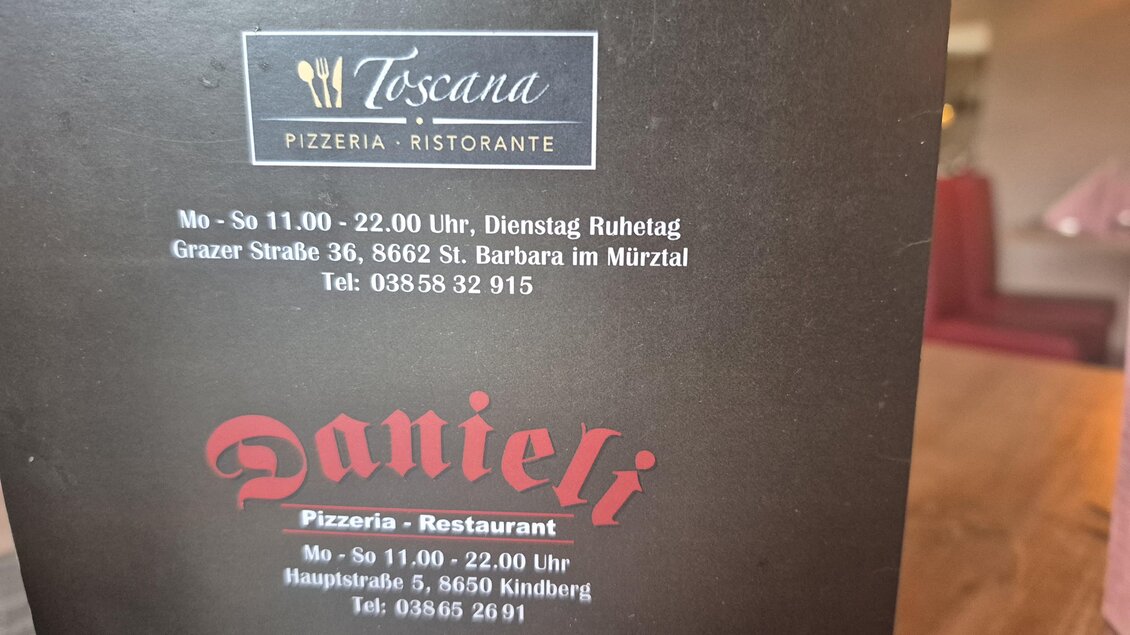 Toscana
PIZZERIA · RISTORANTE
Mo - So 11.00 - 22.00 Uhr, Dienstag Ruhetag
Grazer Straße 36, 8662 St. Barbara im Mürztal
Tel: 03858 32 915
Danieli
Pizzeria - Restaurant
Mo - So 11.00 - 22.00 Uhr
Hauptstraße 5, 8650 Kindberg
Tel: 03865 26 91